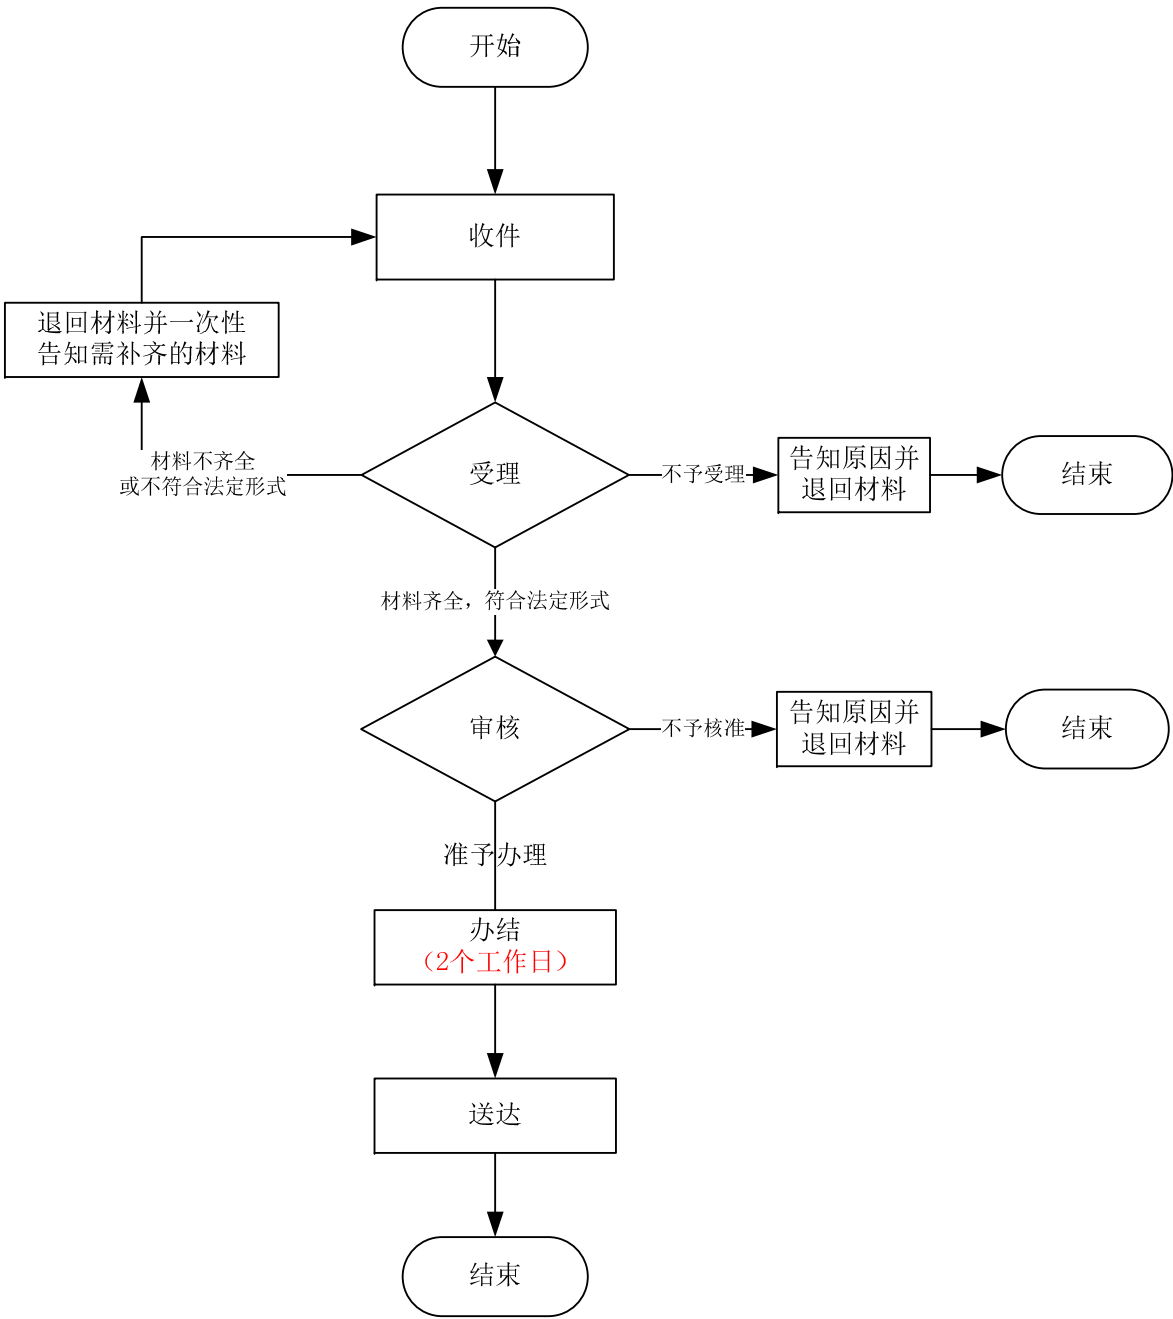 开始
收件
退回材料并一次性
告知需补齐的材料
材料不齐全
或不符合法定形式
受理
不予受理
告知原因并
退回材料
结束
材料齐全，符合法定形式
审核
不予核准
告知原因并
退回材料
结束
准予办理
办结
（2个工作日）
送达
结束